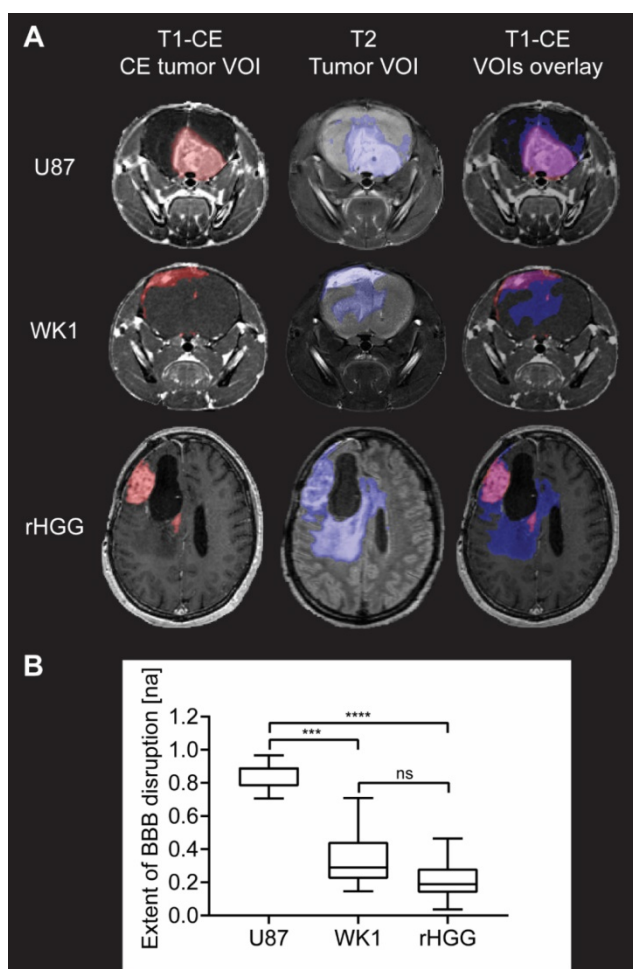 A
T1-CE
CE tumor VOI
T2
Tumor VOI
T1-CE
VOIs overlay
U87
WK1
rHGG
B
Extent of BBB disruption [na]
1.2
1.0
0.8
0.6
0.4
0.2
0.0
****
***
ns
U87 WK1 rHGG